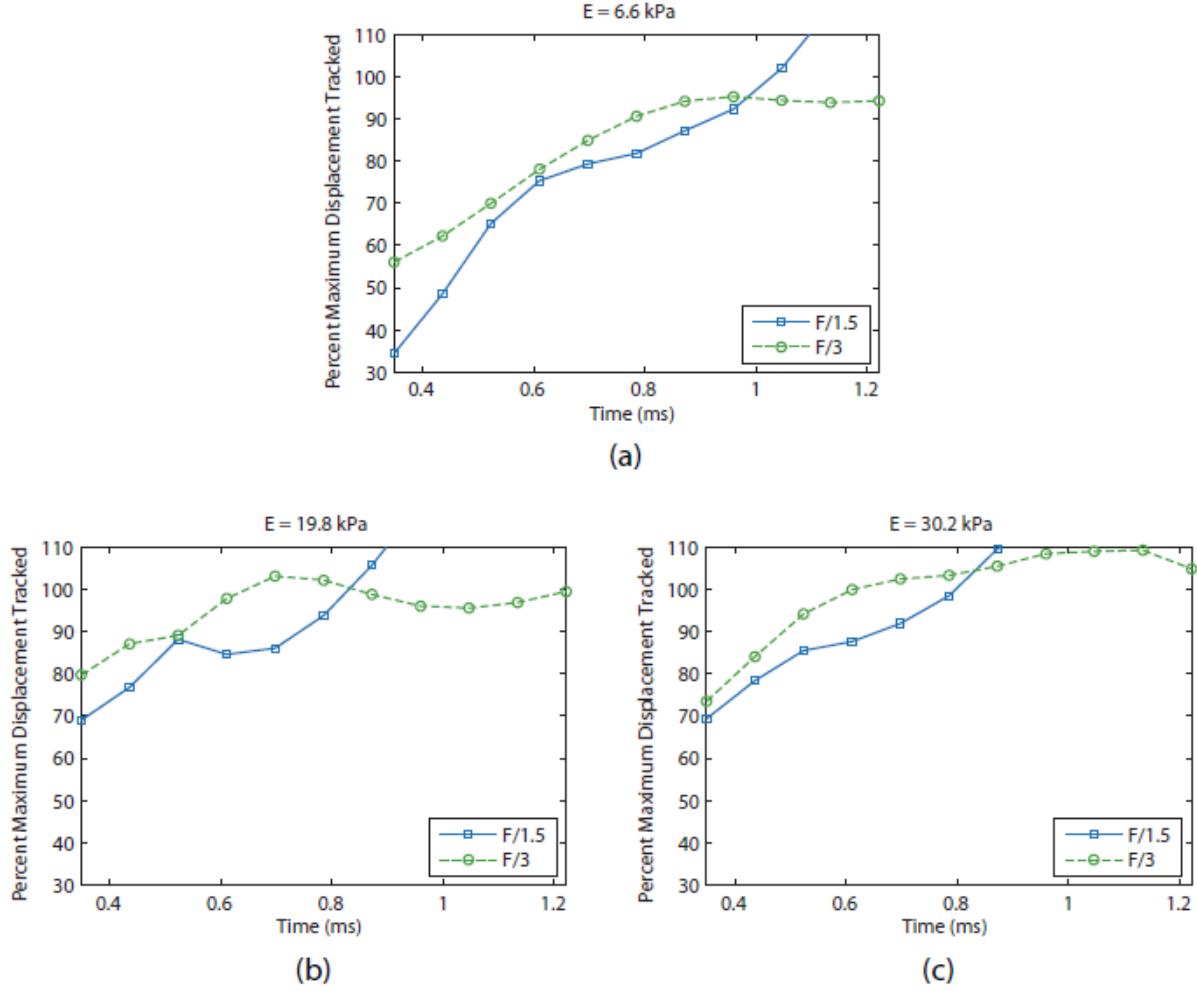 E = 6.6 kPa
Percent Maximum Displacement Tracked
110
100
90
80
70
60
50
40
30
0.4
0.6
0.8
1
1.2
Time (ms)
F/1.5
F/3
(a)
E = 19.8 kPa
Percent Maximum Displacement Tracked
110
100
90
80
70
60
50
40
30
0.4
0.6
0.8
1
1.2
Time (ms)
F/1.5
F/3
(b)
E = 30.2 kPa
Percent Maximum Displacement Tracked
110
100
90
80
70
60
50
40
30
0.4
0.6
0.8
1
1.2
Time (ms)
F/1.5
F/3
(c)